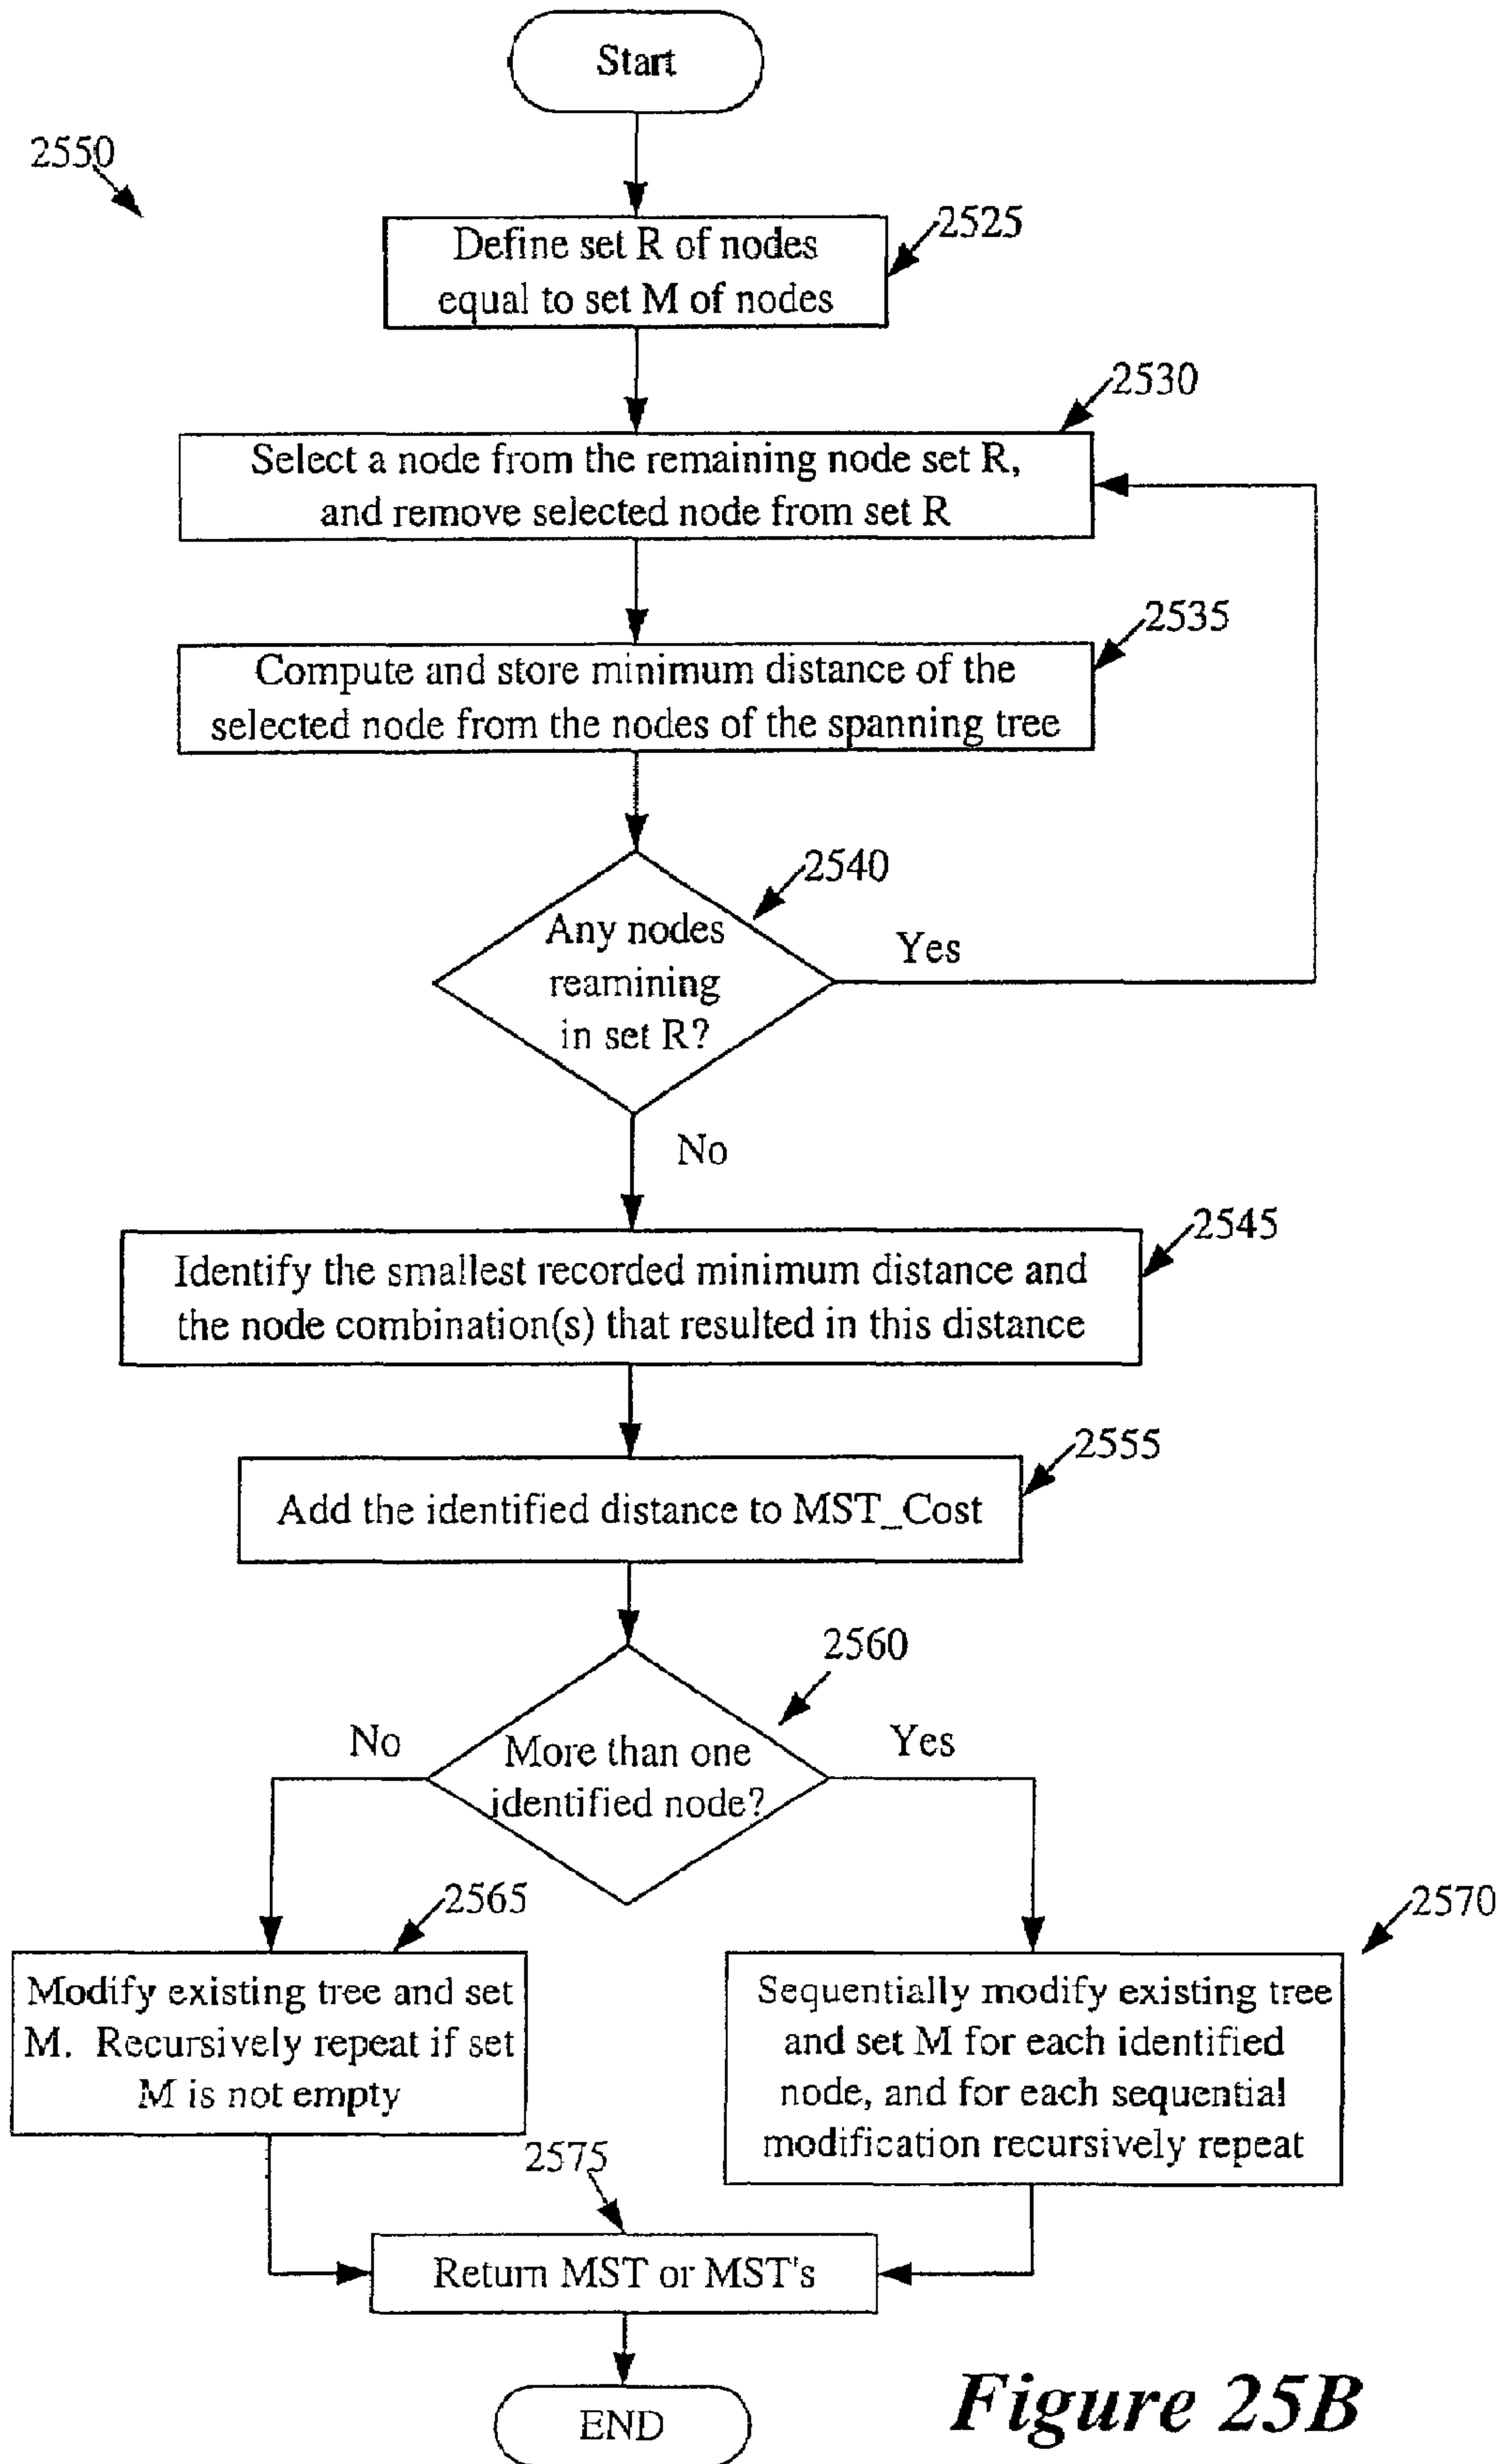 Start
2550
2525
Define set R of nodes
equal to set M of nodes
2530
Select a node from the remaining node set R,
and remove selected node from set R
2535
Compute and store minimum distance of the
selected node from the nodes of the spanning tree
2540
Any nodes
reamining
in set R?
Yes
No
2545
Identify the smallest recorded minimum distance and
the node combination(s) that resulted in this distance
2555
Add the identified distance to MST_Cost
2560
More than one
identified node?
No
Yes
2565
Modify existing tree and set
M. Recursively repeat if set
M is not empty
2570
Sequentially modify existing tree
and set M for each identified
node, and for each sequential
modification recursively repeat
2575
Return MST or MST's
END
Figure 25B